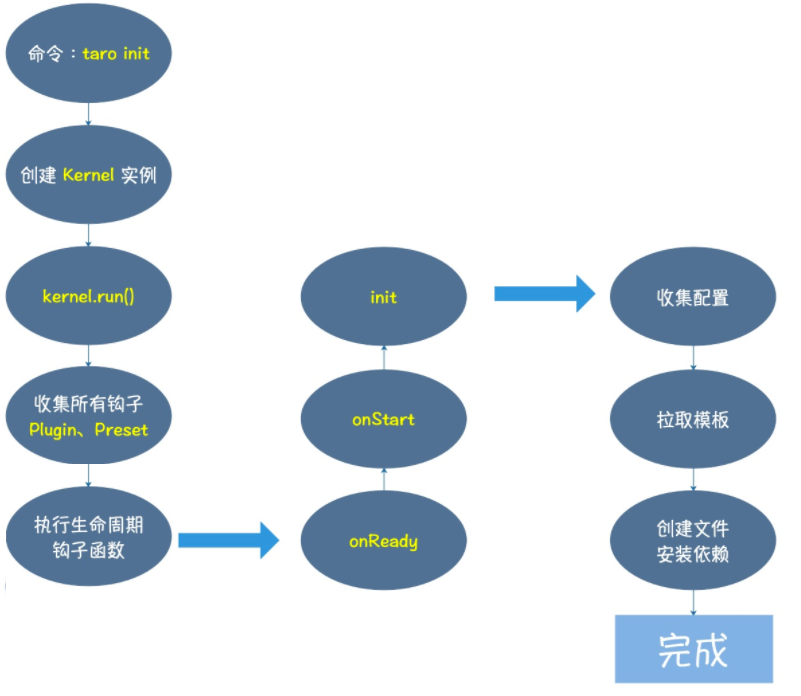 命令：taro init
创建 Kernel 实例
kernel.run()
收集所有钩子
Plugin、Preset
执行生命周期
钩子函数
onReady
onStart
init
收集配置
拉取模板
创建文件
安装依赖
完成